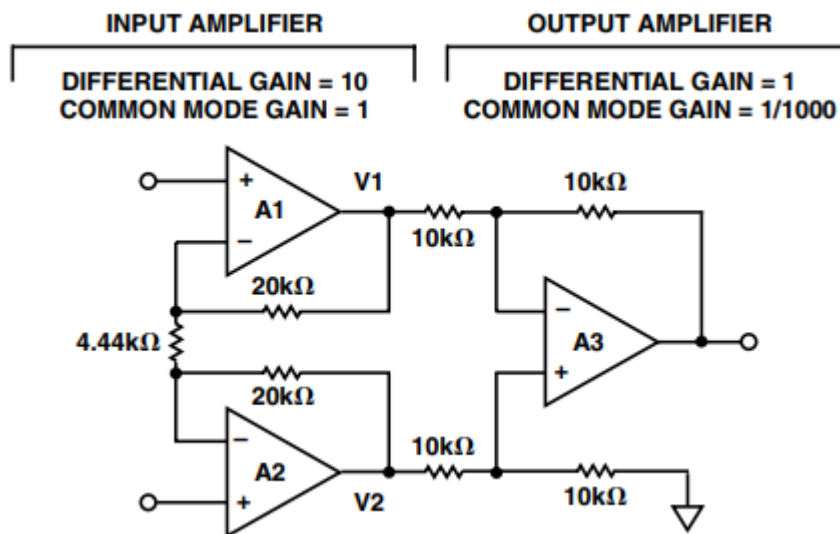 INPUT AMPLIFIER
OUTPUT AMPLIFIER
DIFFERENTIAL GAIN = 10
COMMON MODE GAIN = 1
DIFFERENTIAL GAIN = 1
COMMON MODE GAIN = 1/1000
+
A1
–
V1
10kΩ
10kΩ
20kΩ
4.44kΩ
20kΩ
–
A3
+
–
A2
+
V2
10kΩ
10kΩ